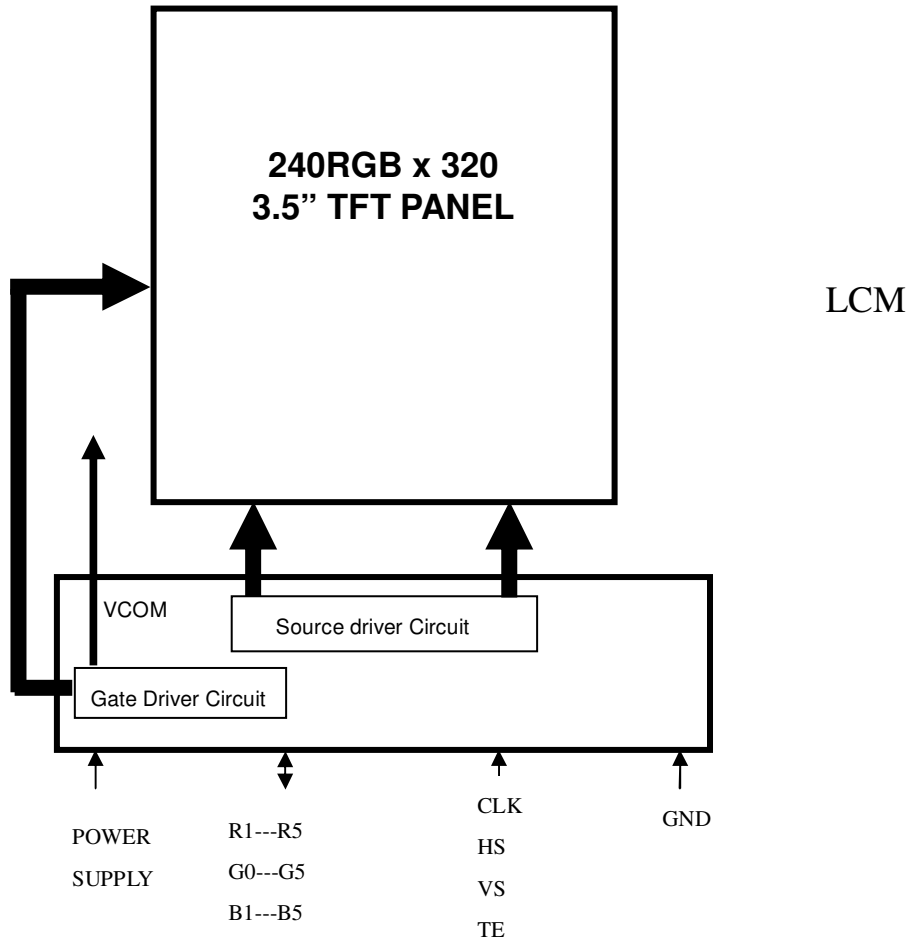 240RGB x 320
3.5” TFT PANEL
LCM
VCOM
Source driver Circuit
Gate Driver Circuit
POWER
SUPPLY
R1---R5
G0---G5
B1---B5
CLK
HS
VS
TE
GND